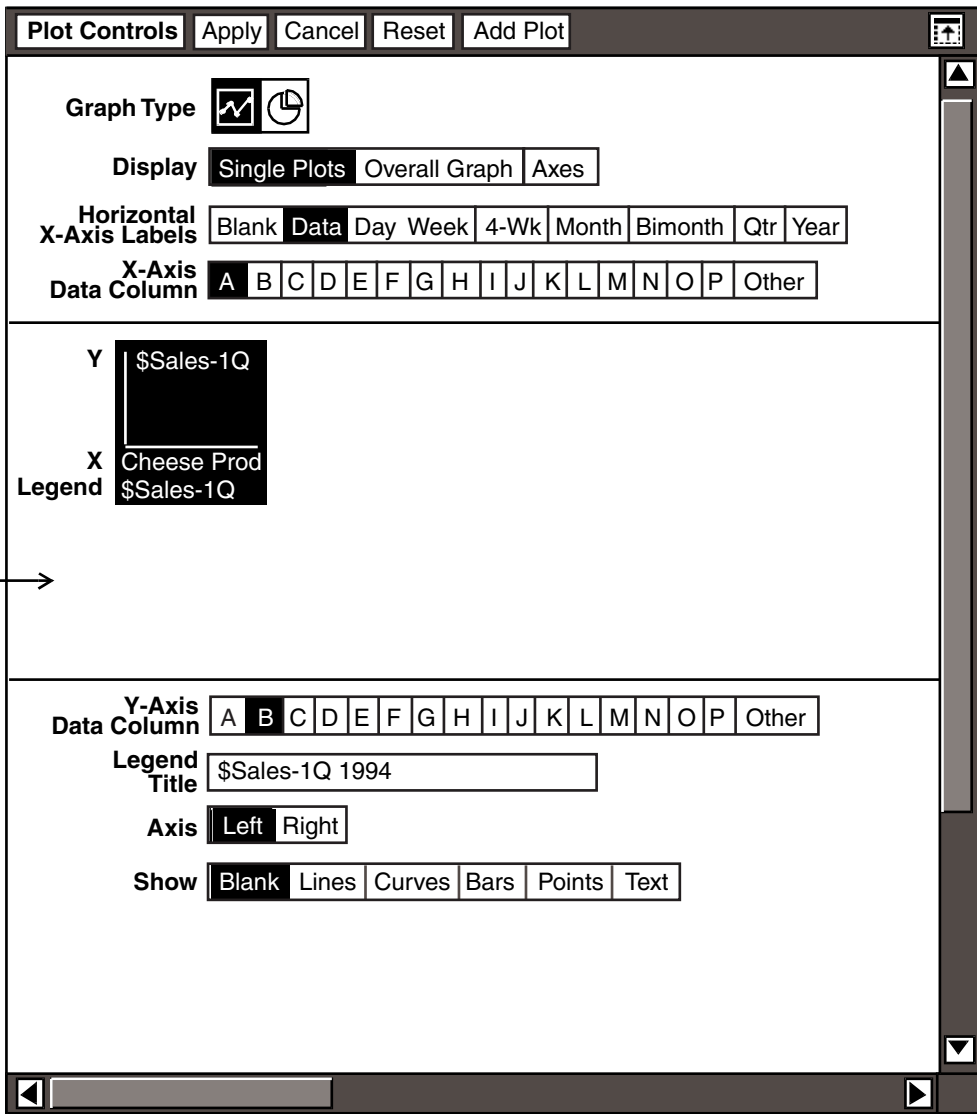 Plot Controls Apply Cancel Reset Add Plot
Graph Type
Display Single Plots Overall Graph Axes
Horizontal
X-Axis Labels Blank Data Day Week 4-Wk Month Bimonth Qtr Year
X-Axis
Data Column A B C D E F G H I J K L M N O P Other
Y $Sales-1Q
X Cheese Prod
Legend $Sales-1Q
Y-Axis
Data Column A B C D E F G H I J K L M N O P Other
Legend
Title $Sales-1Q 1994
Axis Left Right
Show Blank Lines Curves Bars Points Text